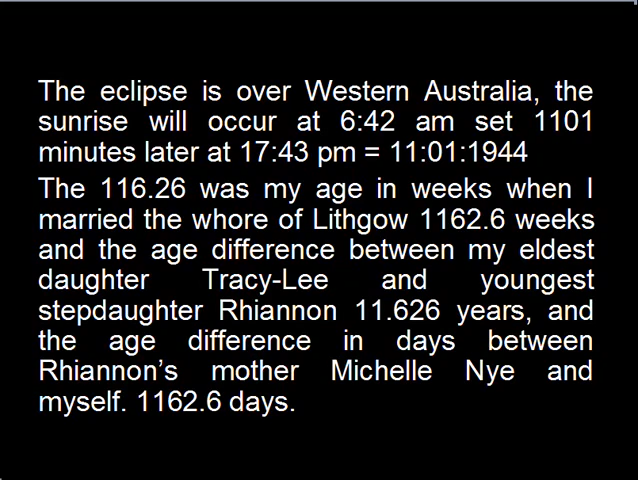 The eclipse is over Western Australia, the
sunrise will occur at 6:42 am set 1101
minutes later at 17:43 pm = 11:01:1944
The 116.26 was my age in weeks when I
married the whore of Lithgow 1162.6 weeks
and the age difference between my eldest
daughter Tracy-Lee and youngest
stepdaughter Rhiannon 11.626 years, and
the age difference in days between
Rhiannon’s mother Michelle Nye and
myself. 1162.6 days.